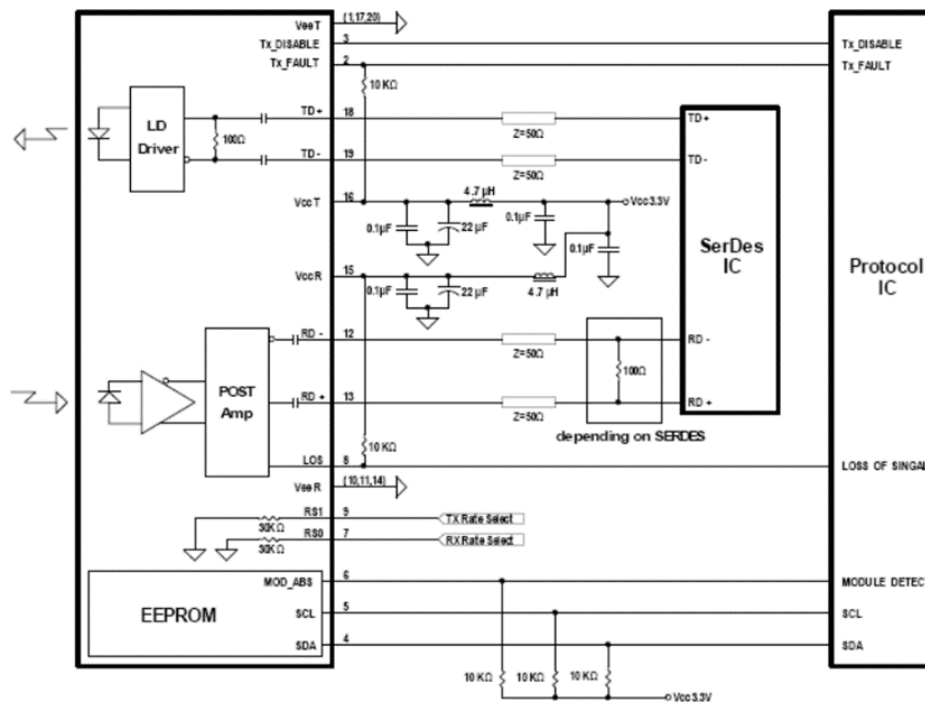 VeeT (1,17,20)
Tx_DISABLE 3 Tx_DISABLE
Tx_FAULT 2 Tx_FAULT
10 KΩ
TD+ 18 TD+
LD
Driver
100Ω
Z=50Ω
TD- 19 TD-
Z=50Ω
VccT 16 4.7 µH Vcc3.3V
0.1µF 22 µF 0.1µF
0.1µF
SerDes
IC
Protocol
IC
VccR 15
0.1µF 22 µF 4.7 µH
RD - 12 RD -
Z=50Ω
100Ω
POST
Amp
RD + 13 RD +
Z=50Ω
depending on SERDES
10 KΩ
LOS 8 LOSS OF SINGAL
VeeR (10,11,14)
RS1 9 TX Rate Select
30KΩ
RS0 7 RX Rate Select
30KΩ
MOD_ABS 6 MODULE DETECT
EEPROM
SCL 5 SCL
SDA 4 SDA
10 KΩ 10 KΩ 10 KΩ
Vcc3.3V